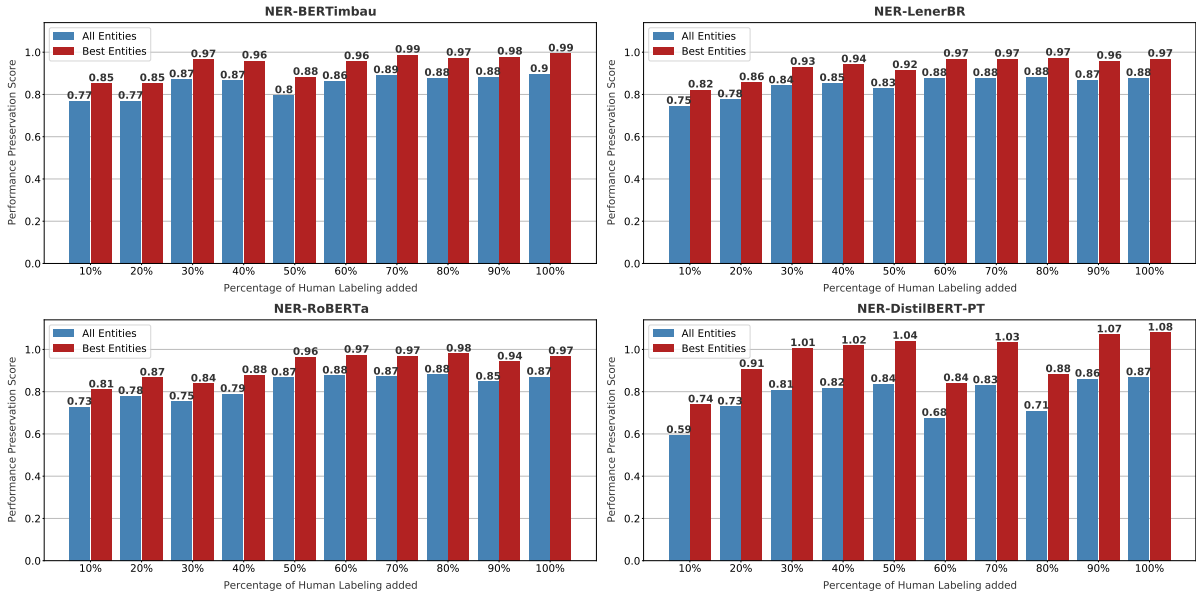 NER-BERTimbau
All Entities
Best Entities
Performance Preservation Score
1.0
0.8
0.6
0.4
0.2
0.0
0.77 0.85 0.77 0.85 0.87 0.97 0.87 0.96 0.8 0.88 0.86 0.96 0.89 0.99 0.88 0.97 0.88 0.98 0.9 0.99
10% 20% 30% 40% 50% 60% 70% 80% 90% 100%
Percentage of Human Labeling added
NER-LenerBR
All Entities
Best Entities
Performance Preservation Score
1.0
0.8
0.6
0.4
0.2
0.0
0.75 0.82 0.78 0.86 0.84 0.93 0.85 0.94 0.83 0.92 0.88 0.97 0.88 0.97 0.88 0.97 0.87 0.96 0.88 0.97
10% 20% 30% 40% 50% 60% 70% 80% 90% 100%
Percentage of Human Labeling added
NER-RoBERTa
All Entities
Best Entities
Performance Preservation Score
1.0
0.8
0.6
0.4
0.2
0.0
0.73 0.81 0.78 0.87 0.75 0.84 0.79 0.88 0.87 0.96 0.88 0.97 0.87 0.97 0.88 0.98 0.85 0.94 0.87 0.97
10% 20% 30% 40% 50% 60% 70% 80% 90% 100%
Percentage of Human Labeling added
NER-DistilBERT-PT
All Entities
Best Entities
Performance Preservation Score
1.0
0.8
0.6
0.4
0.2
0.0
0.59 0.74 0.73 0.91 0.81 1.01 0.82 1.02 0.84 1.04 0.68 0.84 0.83 1.03 0.71 0.88 0.86 1.07 0.87 1.08
10% 20% 30% 40% 50% 60% 70% 80% 90% 100%
Percentage of Human Labeling added